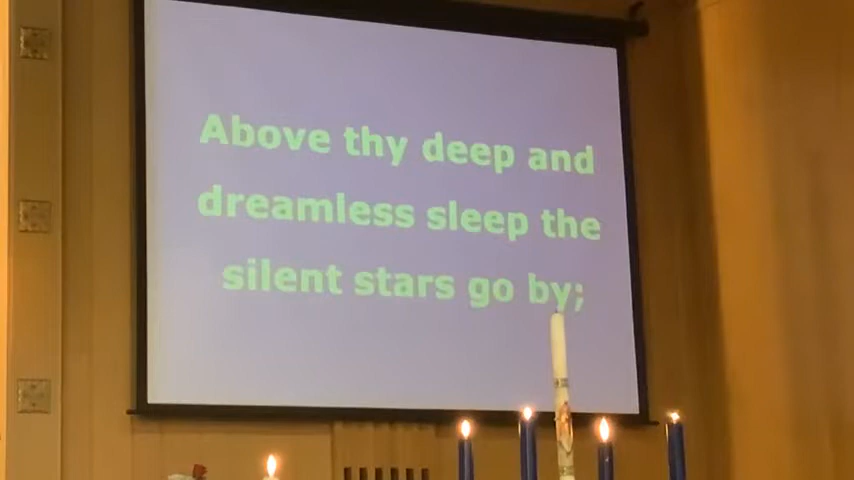 Above thy deep and
dreamless sleep the
silent stars go by;